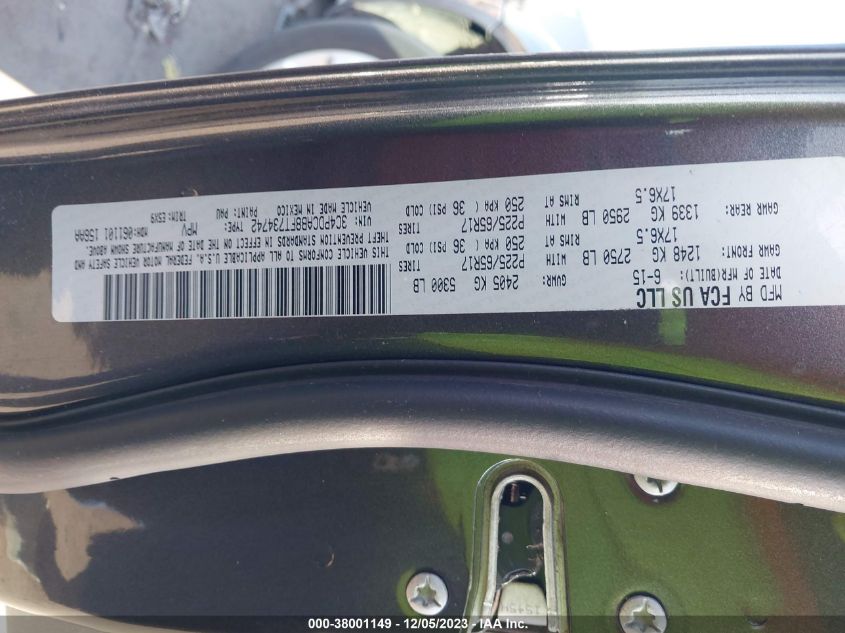 MFD BY FCA US LLC
DATE OF MFR(BUILT): 6-15
GVWR: 2405 KG 5300 LB
GAWR FRONT: 1248 KG 2750 LB
WITH P225/65R17 TIRES
RIMS AT 17X6.5 250 KPA ( 36 PSI) COLD
GAWR REAR: 1339 KG 2950 LB
WITH P225/65R17 TIRES
RIMS AT 17X6.5 250 KPA ( 36 PSI) COLD
THIS VEHICLE CONFORMS TO ALL APPLICABLE U.S.A. FEDERAL MOTOR VEHICLE SAFETY AND
THEFT PREVENTION STANDARDS IN EFFECT ON THE DATE OF MANUFACTURE SHOWN ABOVE
VIN: 3C4PDCAB8FT734742 TYPE: MPV MDH: 061101 156AA
VEHICLE MADE IN MEXICO PAINT: PAU TRIM: E5X9
000-38001149 - 12/05/2023 - IAA Inc.